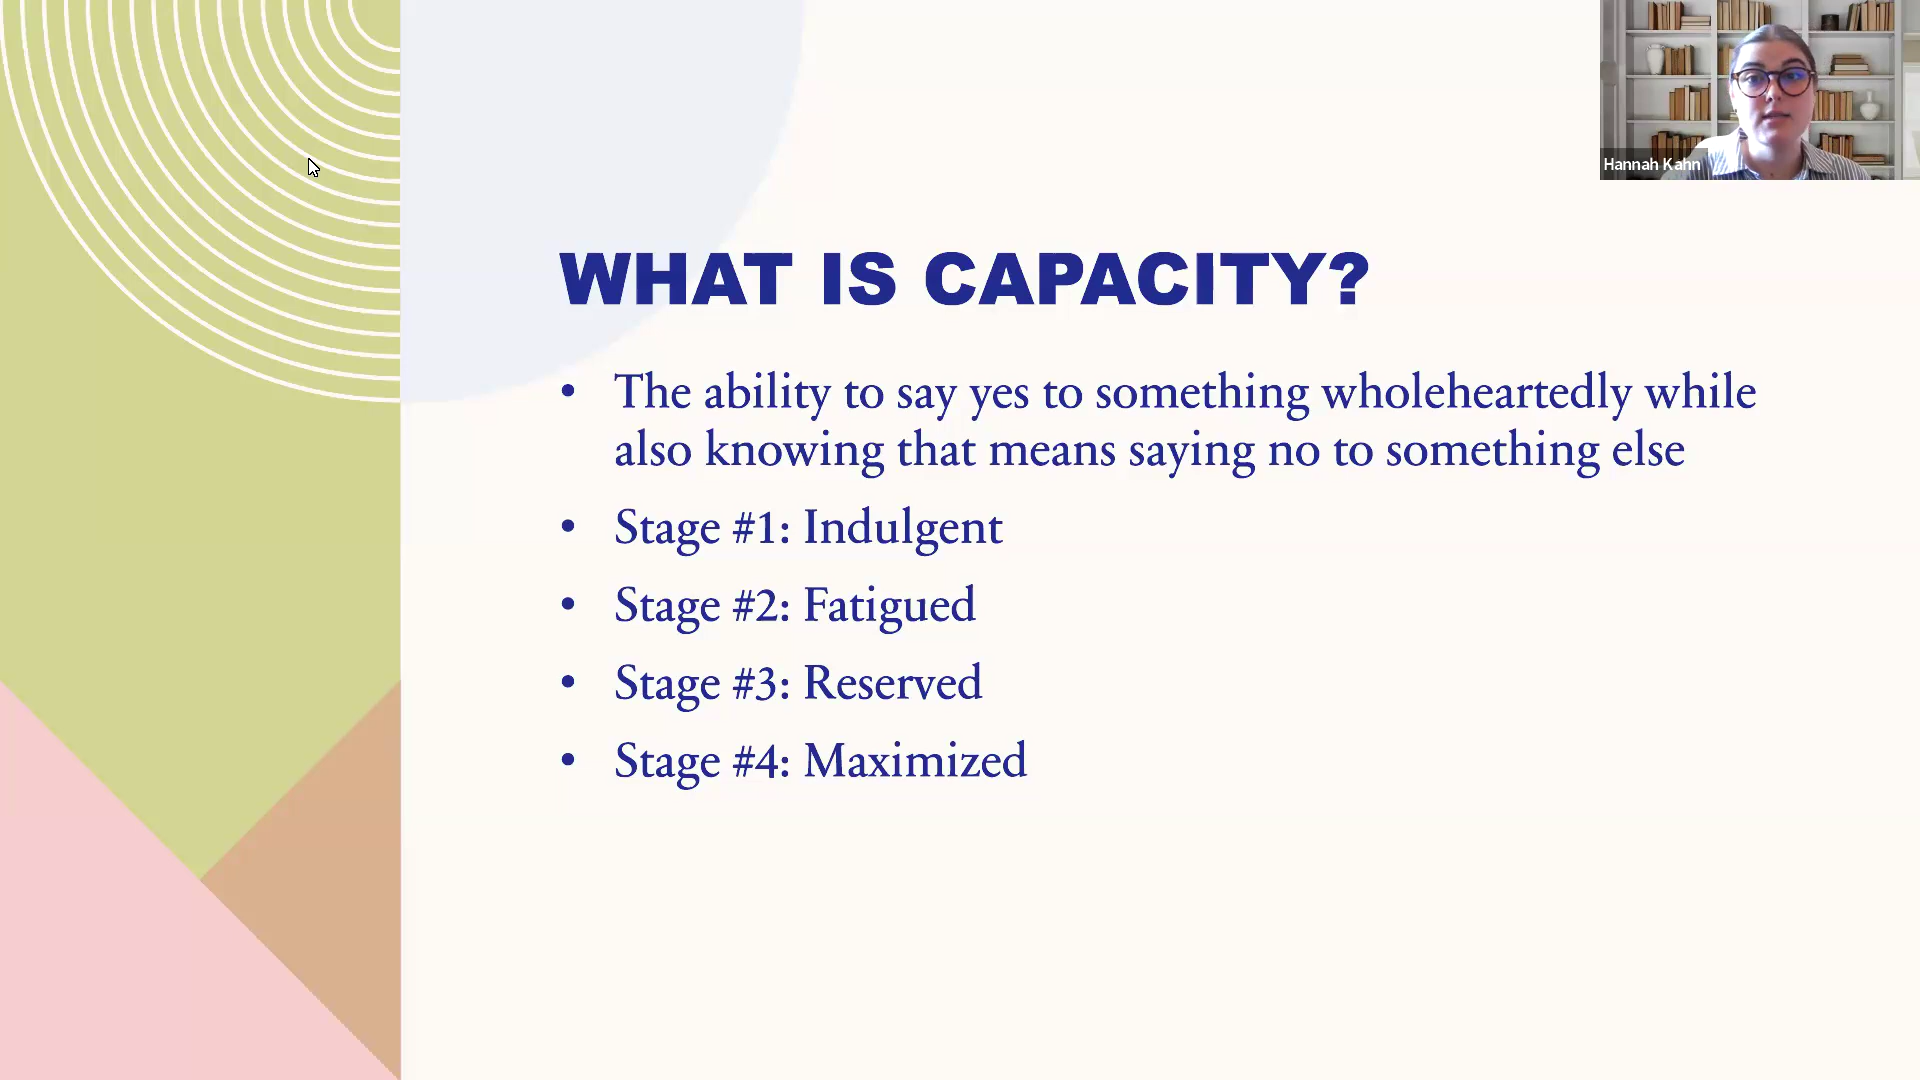 Hannah Kahn
WHAT IS CAPACITY?
• The ability to say yes to something wholeheartedly while
also knowing that means saying no to something else
• Stage #1: Indulgent
• Stage #2: Fatigued
• Stage #3: Reserved
• Stage #4: Maximized